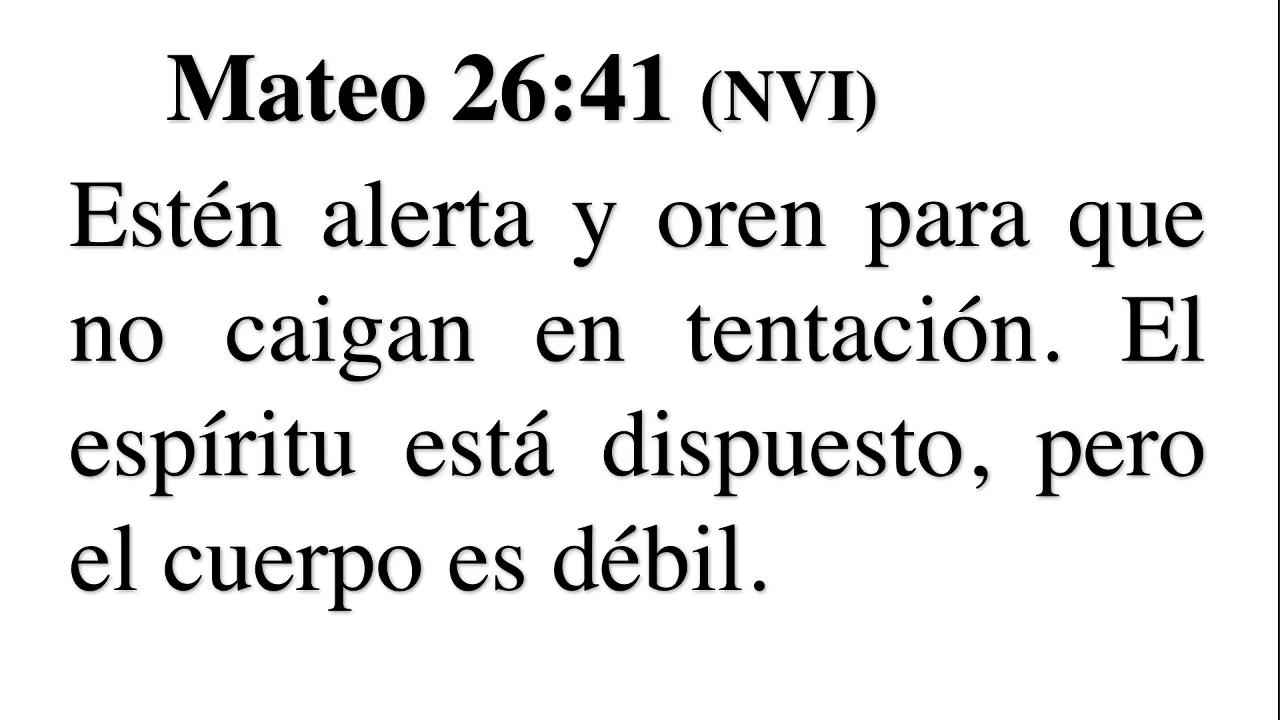 Mateo 26:41 (NVI)
Estén alerta y oren para que
no caigan en tentación. El
espíritu está dispuesto, pero
el cuerpo es débil.